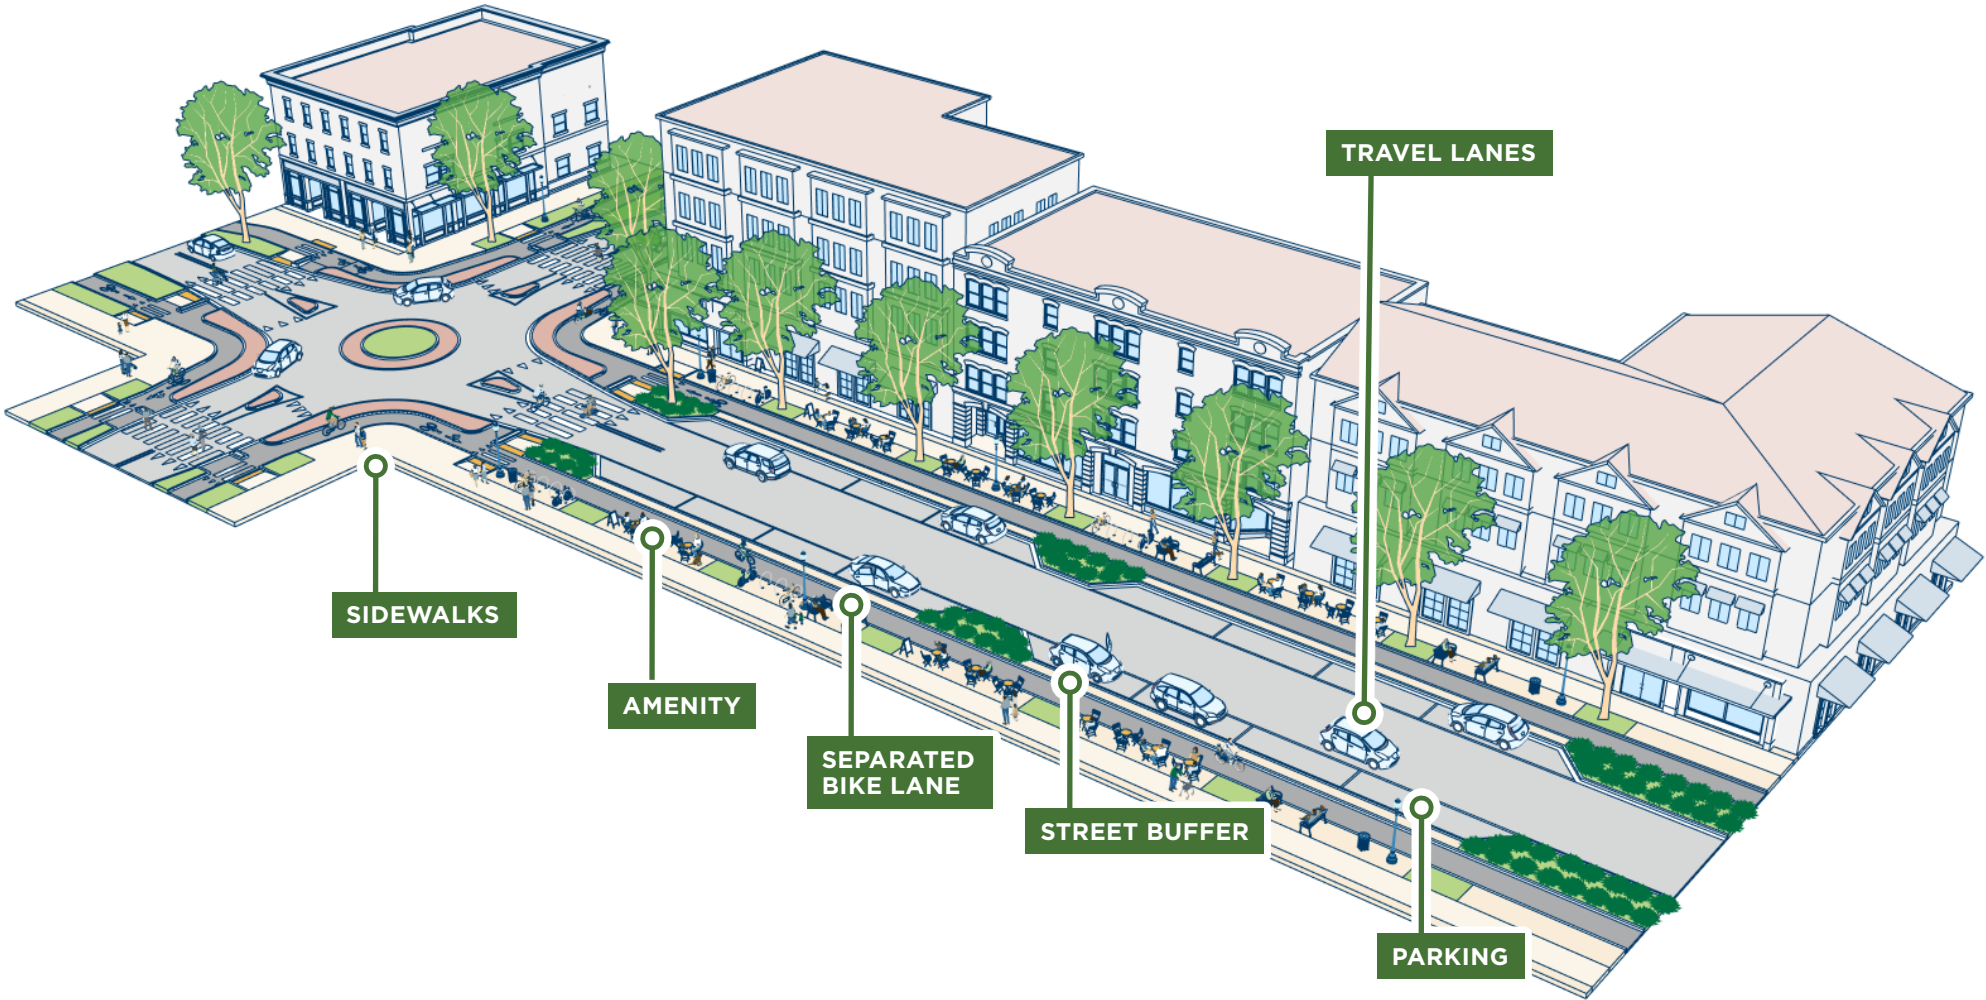 TRAVEL LANES
SIDEWALKS
AMENITY
SEPARATED
BIKE LANE
STREET BUFFER
PARKING